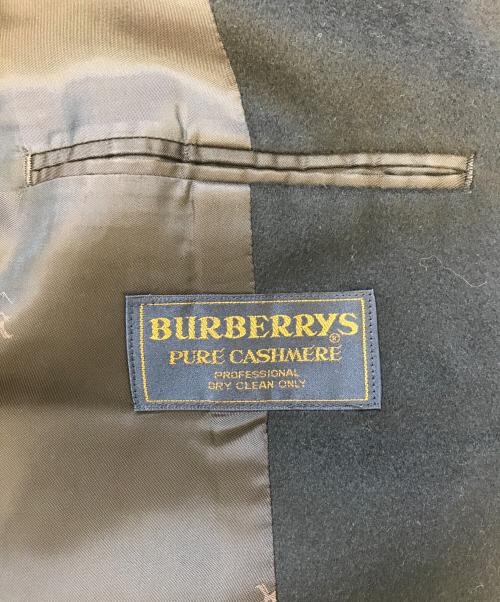 BURBERRYS®
PURE CASHMERE
PROFESSIONAL
DRY CLEAN ONLY